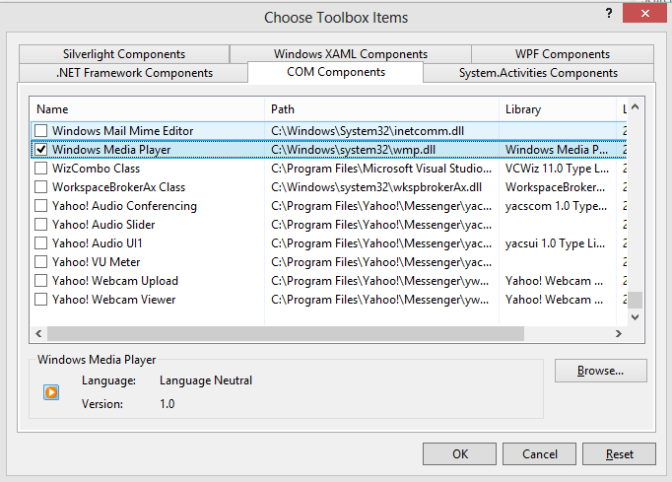 Choose Toolbox Items
?
Silverlight Components Windows XAML Components WPF Components
.NET Framework Components COM Components System.Activities Components
Name Path Library
Windows Mail Mime Editor C:\Windows\System32\inetcomm.dll
Windows Media Player C:\Windows\system32\wmp.dll Windows Media P...
WizCombo Class C:\Program Files\Microsoft Visual Studio... VCWiz 11.0 Type L...
WorkspaceBrokerAx Class C:\Windows\system32\wkspbrokerAx.dll WorkspaceBroker...
Yahoo! Audio Conferencing C:\Program Files\Yahoo!\Messenger\yac... yacscom 1.0 Type...
Yahoo! Audio Slider C:\Program Files\Yahoo!\Messenger\yac...
Yahoo! Audio UI1 C:\Program Files\Yahoo!\Messenger\yac... yacsui 1.0 Type Li...
Yahoo! VU Meter C:\Program Files\Yahoo!\Messenger\yac...
Yahoo! Webcam Upload C:\Program Files\Yahoo!\Messenger\yw... Yahoo! Webcam ...
Yahoo! Webcam Viewer C:\Program Files\Yahoo!\Messenger\yw... Yahoo! Webcam ...
Windows Media Player
Browse...
Language: Language Neutral
Version: 1.0
OK Cancel Reset